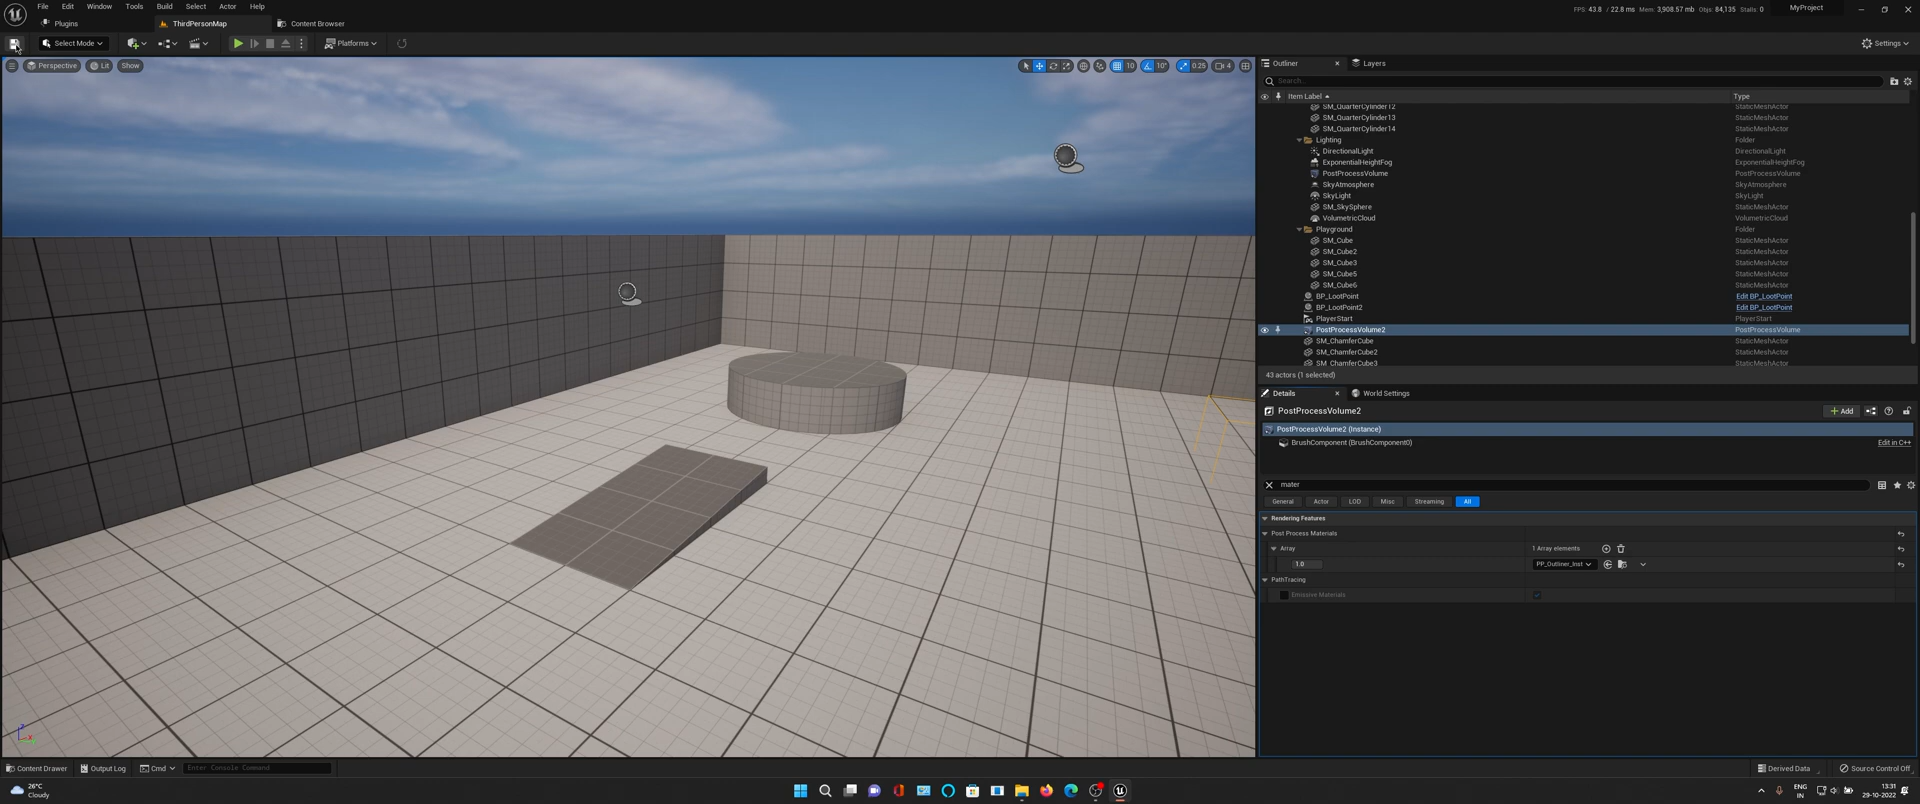 File Edit Window Tools Build Select Actor Help
FPS: 43.8 / 22.8 ms Mem: 3,908.57 mb Objs: 84,135 Stalls: 0
MyProject
Plugins
ThirdPersonMap
Content Browser
Select Mode
Platforms
Settings
Perspective Lit Show
10 10° 0.25 4
Outliner Layers
Search...
Item Label Type
SM_QuarterCylinder12 StaticMeshActor
SM_QuarterCylinder13 StaticMeshActor
SM_QuarterCylinder14 StaticMeshActor
Lighting Folder
DirectionalLight DirectionalLight
ExponentialHeightFog ExponentialHeightFog
PostProcessVolume PostProcessVolume
SkyAtmosphere SkyAtmosphere
SkyLight SkyLight
SM_SkySphere StaticMeshActor
VolumetricCloud VolumetricCloud
Playground Folder
SM_Cube StaticMeshActor
SM_Cube2 StaticMeshActor
SM_Cube3 StaticMeshActor
SM_Cube5 StaticMeshActor
SM_Cube6 StaticMeshActor
BP_LootPoint Edit BP_LootPoint
BP_LootPoint2 Edit BP_LootPoint
PlayerStart PlayerStart
PostProcessVolume2 PostProcessVolume
SM_ChamferCube StaticMeshActor
SM_ChamferCube2 StaticMeshActor
SM_ChamferCube3 StaticMeshActor
43 actors (1 selected)
Details World Settings
PostProcessVolume2
Add
PostProcessVolume2 (Instance)
BrushComponent (BrushComponent0) Edit in C++
mater
General Actor LOD Misc Streaming All
Rendering Features
Post Process Materials
Array 1 Array elements
1.0 PP_Outliner_Inst
PathTracing
Emissive Materials
Z
X
Content Drawer Output Log Cmd Enter Console Command
Derived Data Source Control Off
26°C
Cloudy
ENG
IN
13:31
29-10-2022